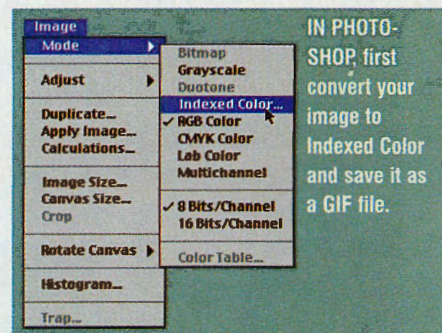 Image
Mode
Adjust
Duplicate...
Apply Image...
Calculations...
Image Size...
Canvas Size...
Crop
Rotate Canvas
Histogram...
Trap...
Bitmap
Grayscale
Duotone
Indexed Color...
✓ RGB Color
CMYK Color
Lab Color
Multichannel
✓ 8 Bits/Channel
16 Bits/Channel
Color Table...
IN PHOTO-
SHOP, first
convert your
image to
Indexed Color
and save it as
a GIF file.